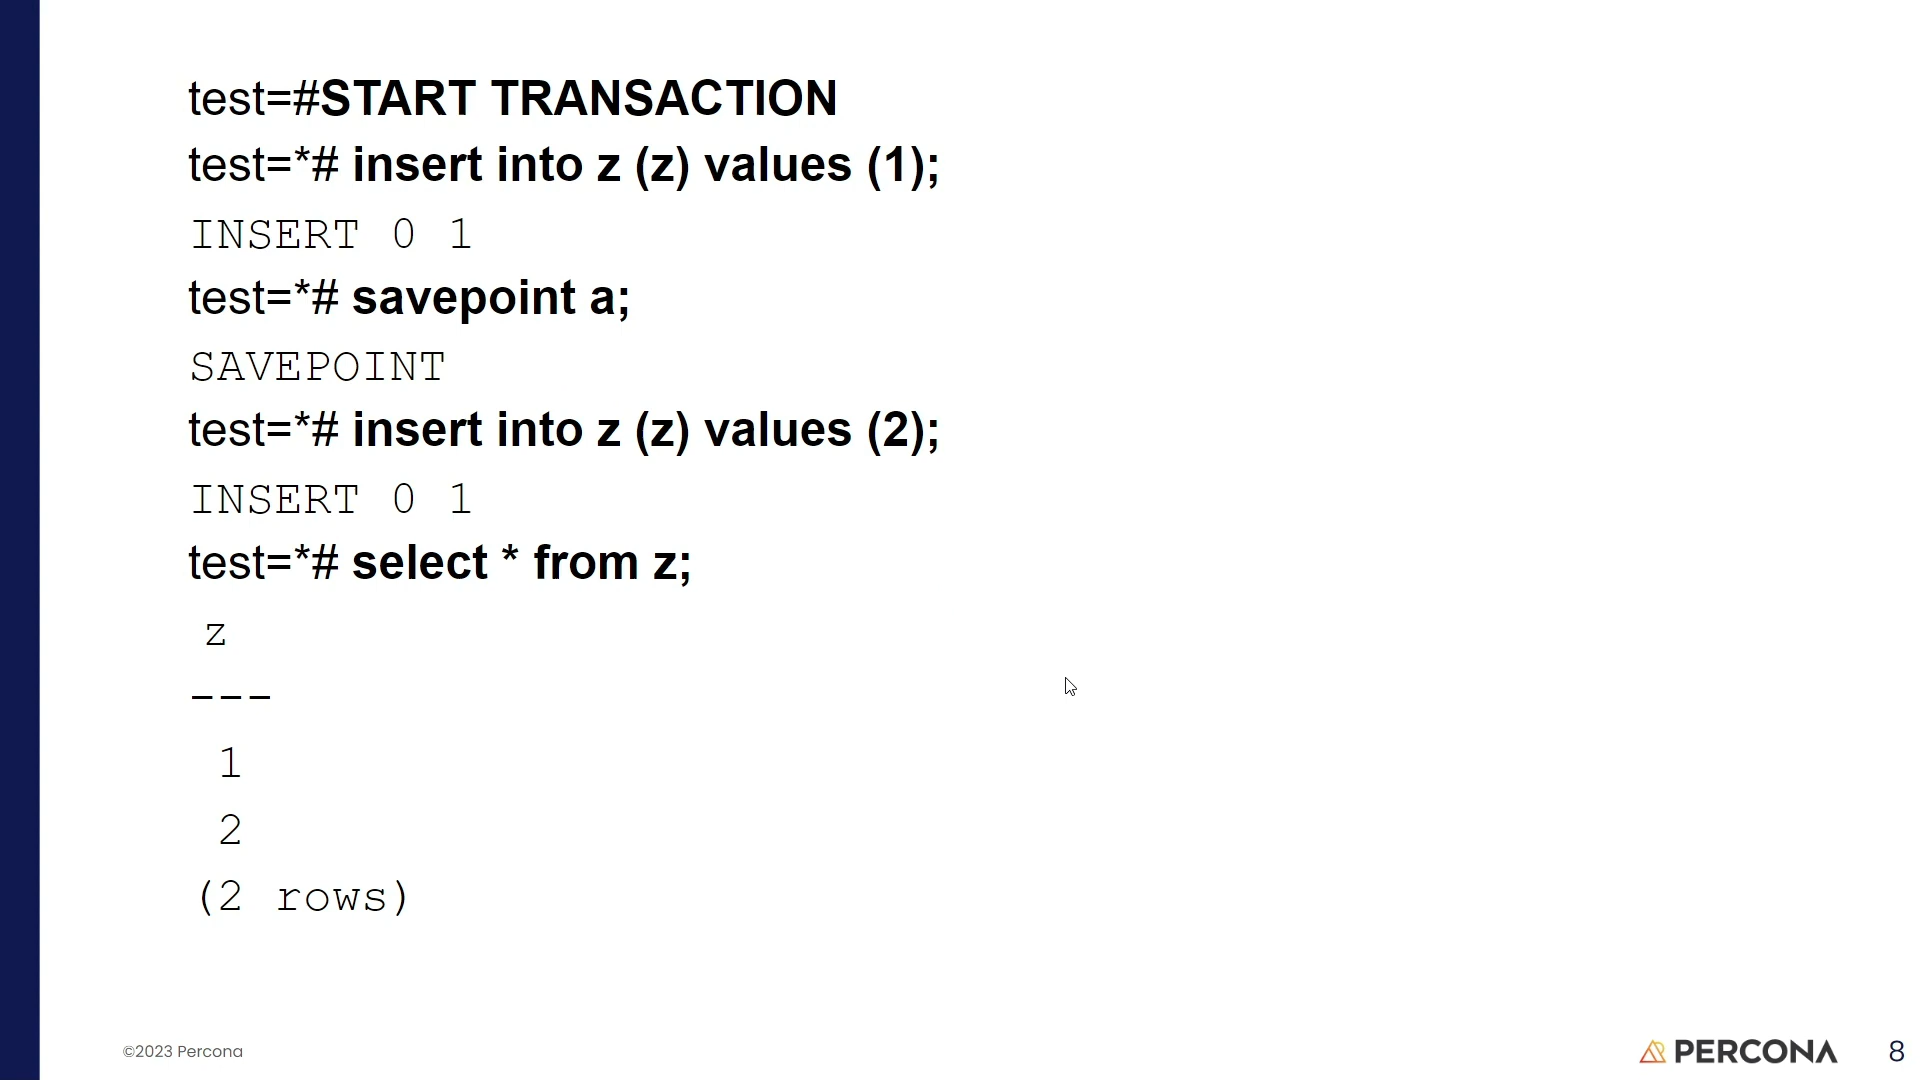 test=#START TRANSACTION
test=*# insert into z (z) values (1);
INSERT 0 1
test=*# savepoint a;
SAVEPOINT
test=*# insert into z (z) values (2);
INSERT 0 1
test=*# select * from z;
z
---
1
2
(2 rows)
©2023 Percona
PERCONA
8